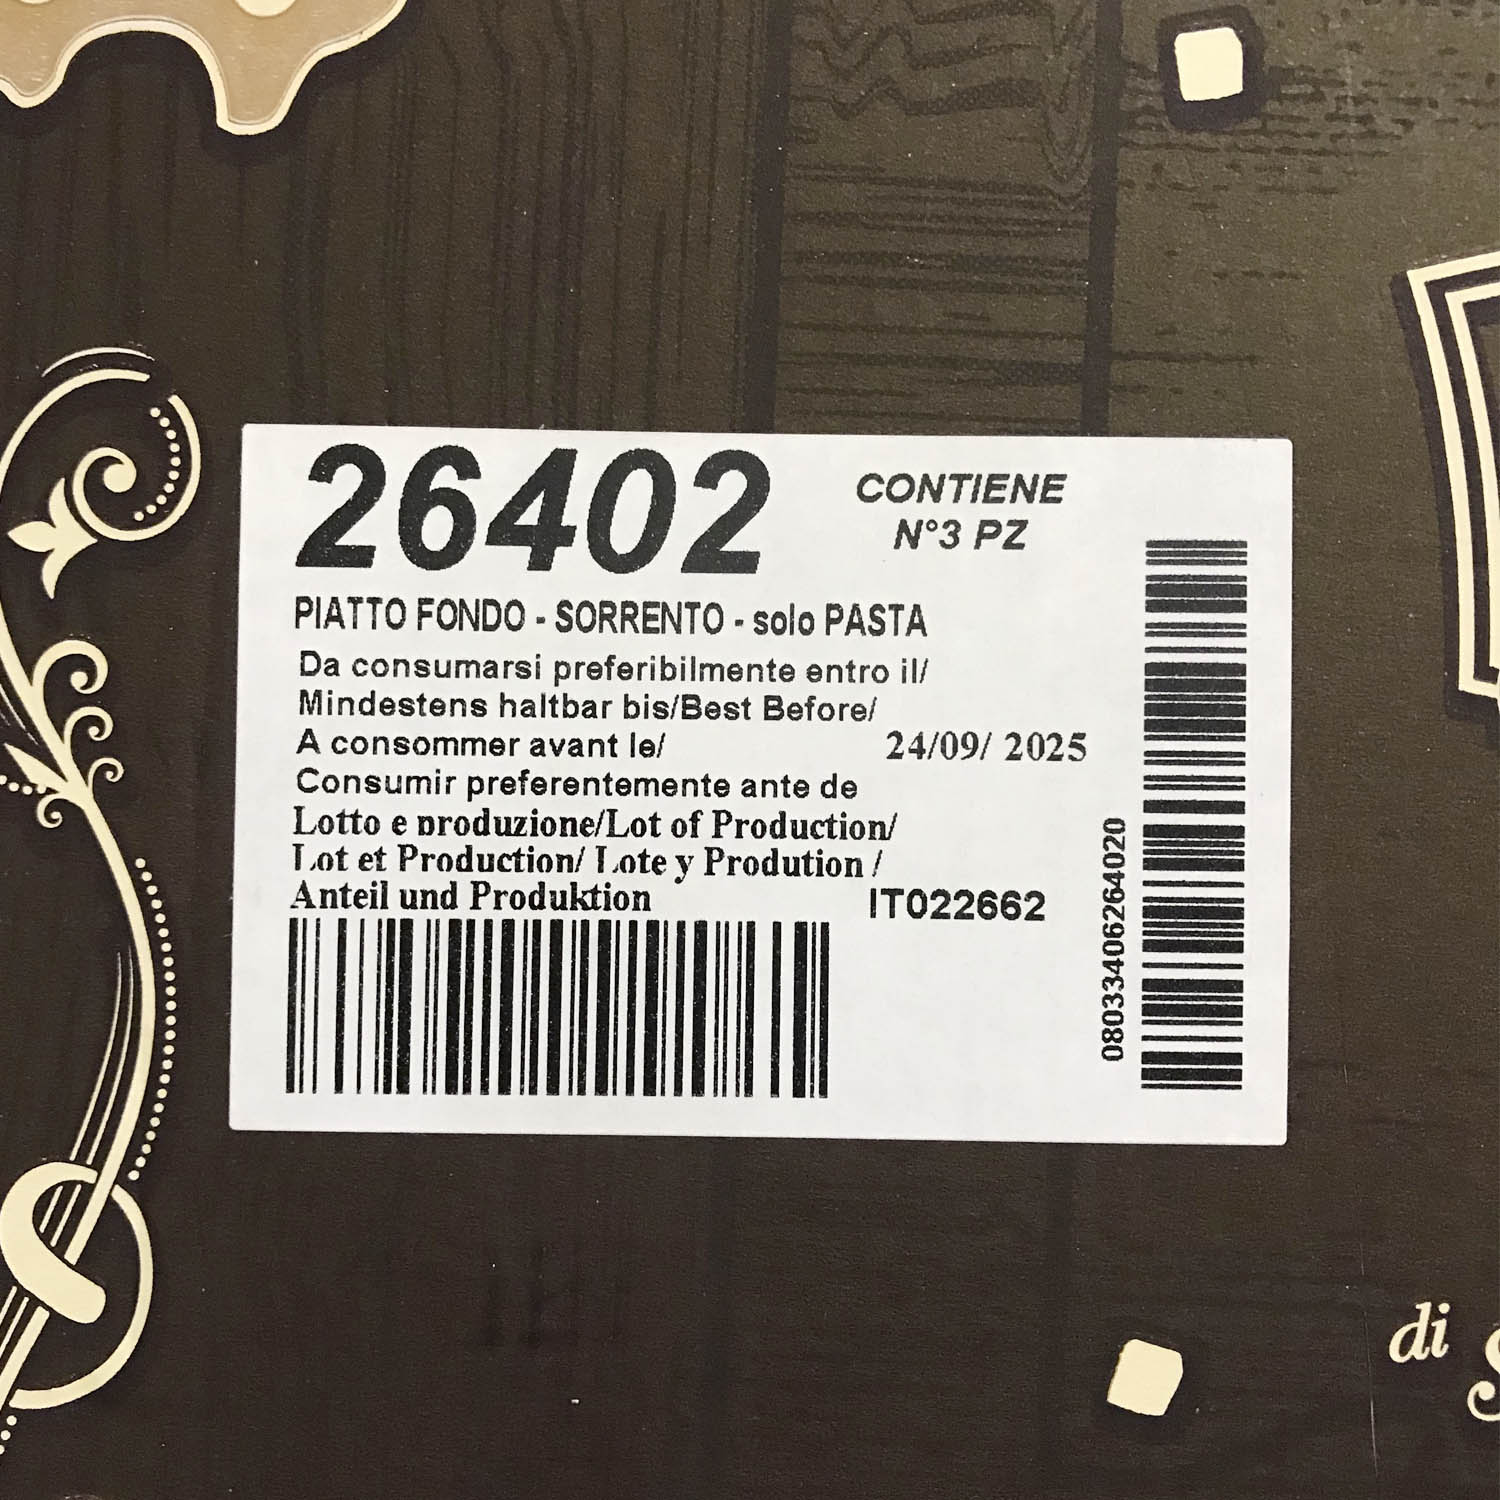 26402
CONTIENE
N°3 PZ
PIATTO FONDO - SORRENTO - solo PASTA
Da consumarsi preferibilmente entro il/
Mindestens haltbar bis/Best Before/
A consommer avant le/ 24/09/ 2025
Consumir preferentemente ante de
Lotto e produzione/Lot of Production/
Lot et Production/ Lote y Prodution /
Anteil und Produktion IT022662
0803340626264020
di